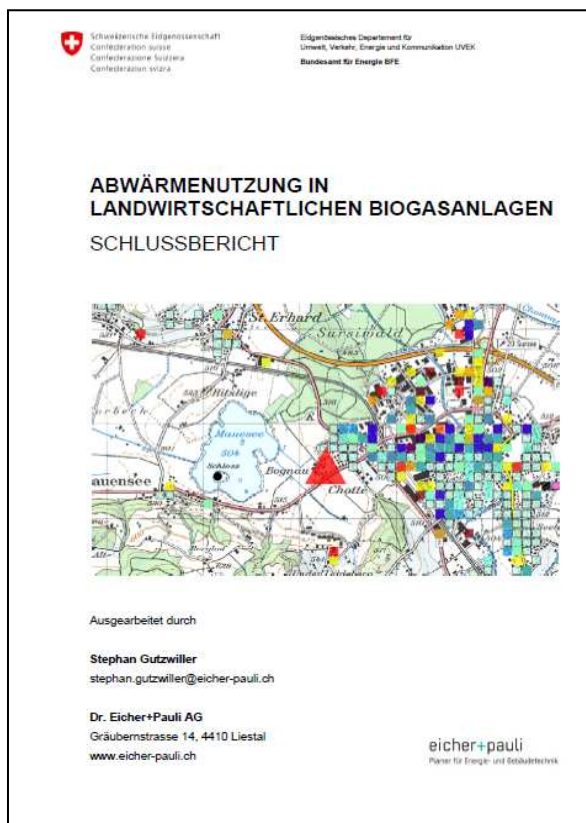 Schweizerische Eidgenossenschaft
Confédération suisse
Confederazione Svizzera
Confederaziun svizra
Eidgenössisches Departement für
Umwelt, Verkehr, Energie und Kommunikation UVEK
Bundesamt für Energie BFE
ABWÄRMENUTZUNG IN
LANDWIRTSCHAFTLICHEN BIOGASANLAGEN
SCHLUSSBERICHT
St. Erhard
Sursiwald
Hitzlige
Mauesee
504
Schloss
Bognau
Chotte
auensee
Ausgearbeitet durch
Stephan Gutzwiller
stephan.gutzwiller@eicher-pauli.ch
Dr. Eicher+Pauli AG
Gräubernstrasse 14, 4410 Liestal
www.eicher-pauli.ch
eicher+pauli
Planer für Energie- und Gebäudetechnik